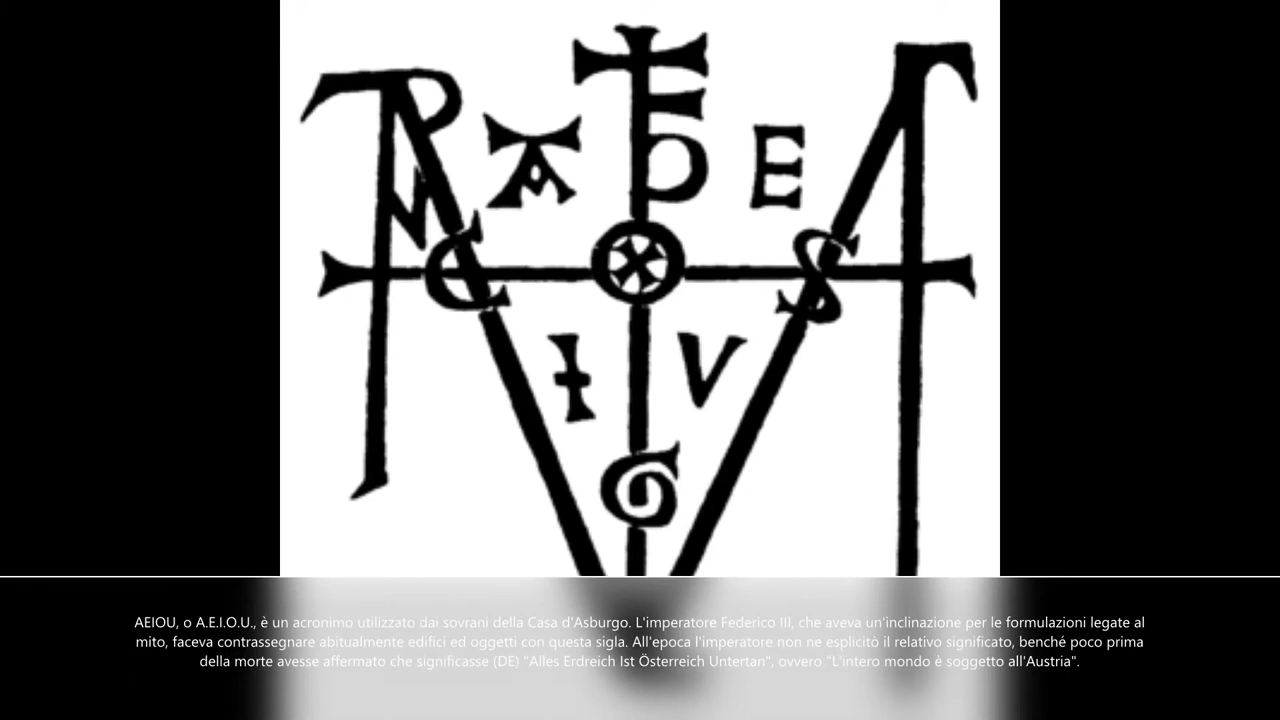 R A D E
M
C S
I V
G
AEIOU, o A.E.I.O.U., è un acronimo utilizzato dai sovrani della Casa d'Asburgo. L'imperatore Federico III, che aveva un'inclinazione per le formulazioni legate al
mito, faceva contrassegnare abitualmente edifici ed oggetti con questa sigla. All'epoca l'imperatore non ne esplicitò il relativo significato, benché poco prima
della morte avesse affermato che significasse (DE) "Alles Erdreich Ist Österreich Untertan", ovvero "L'intero mondo è soggetto all'Austria".